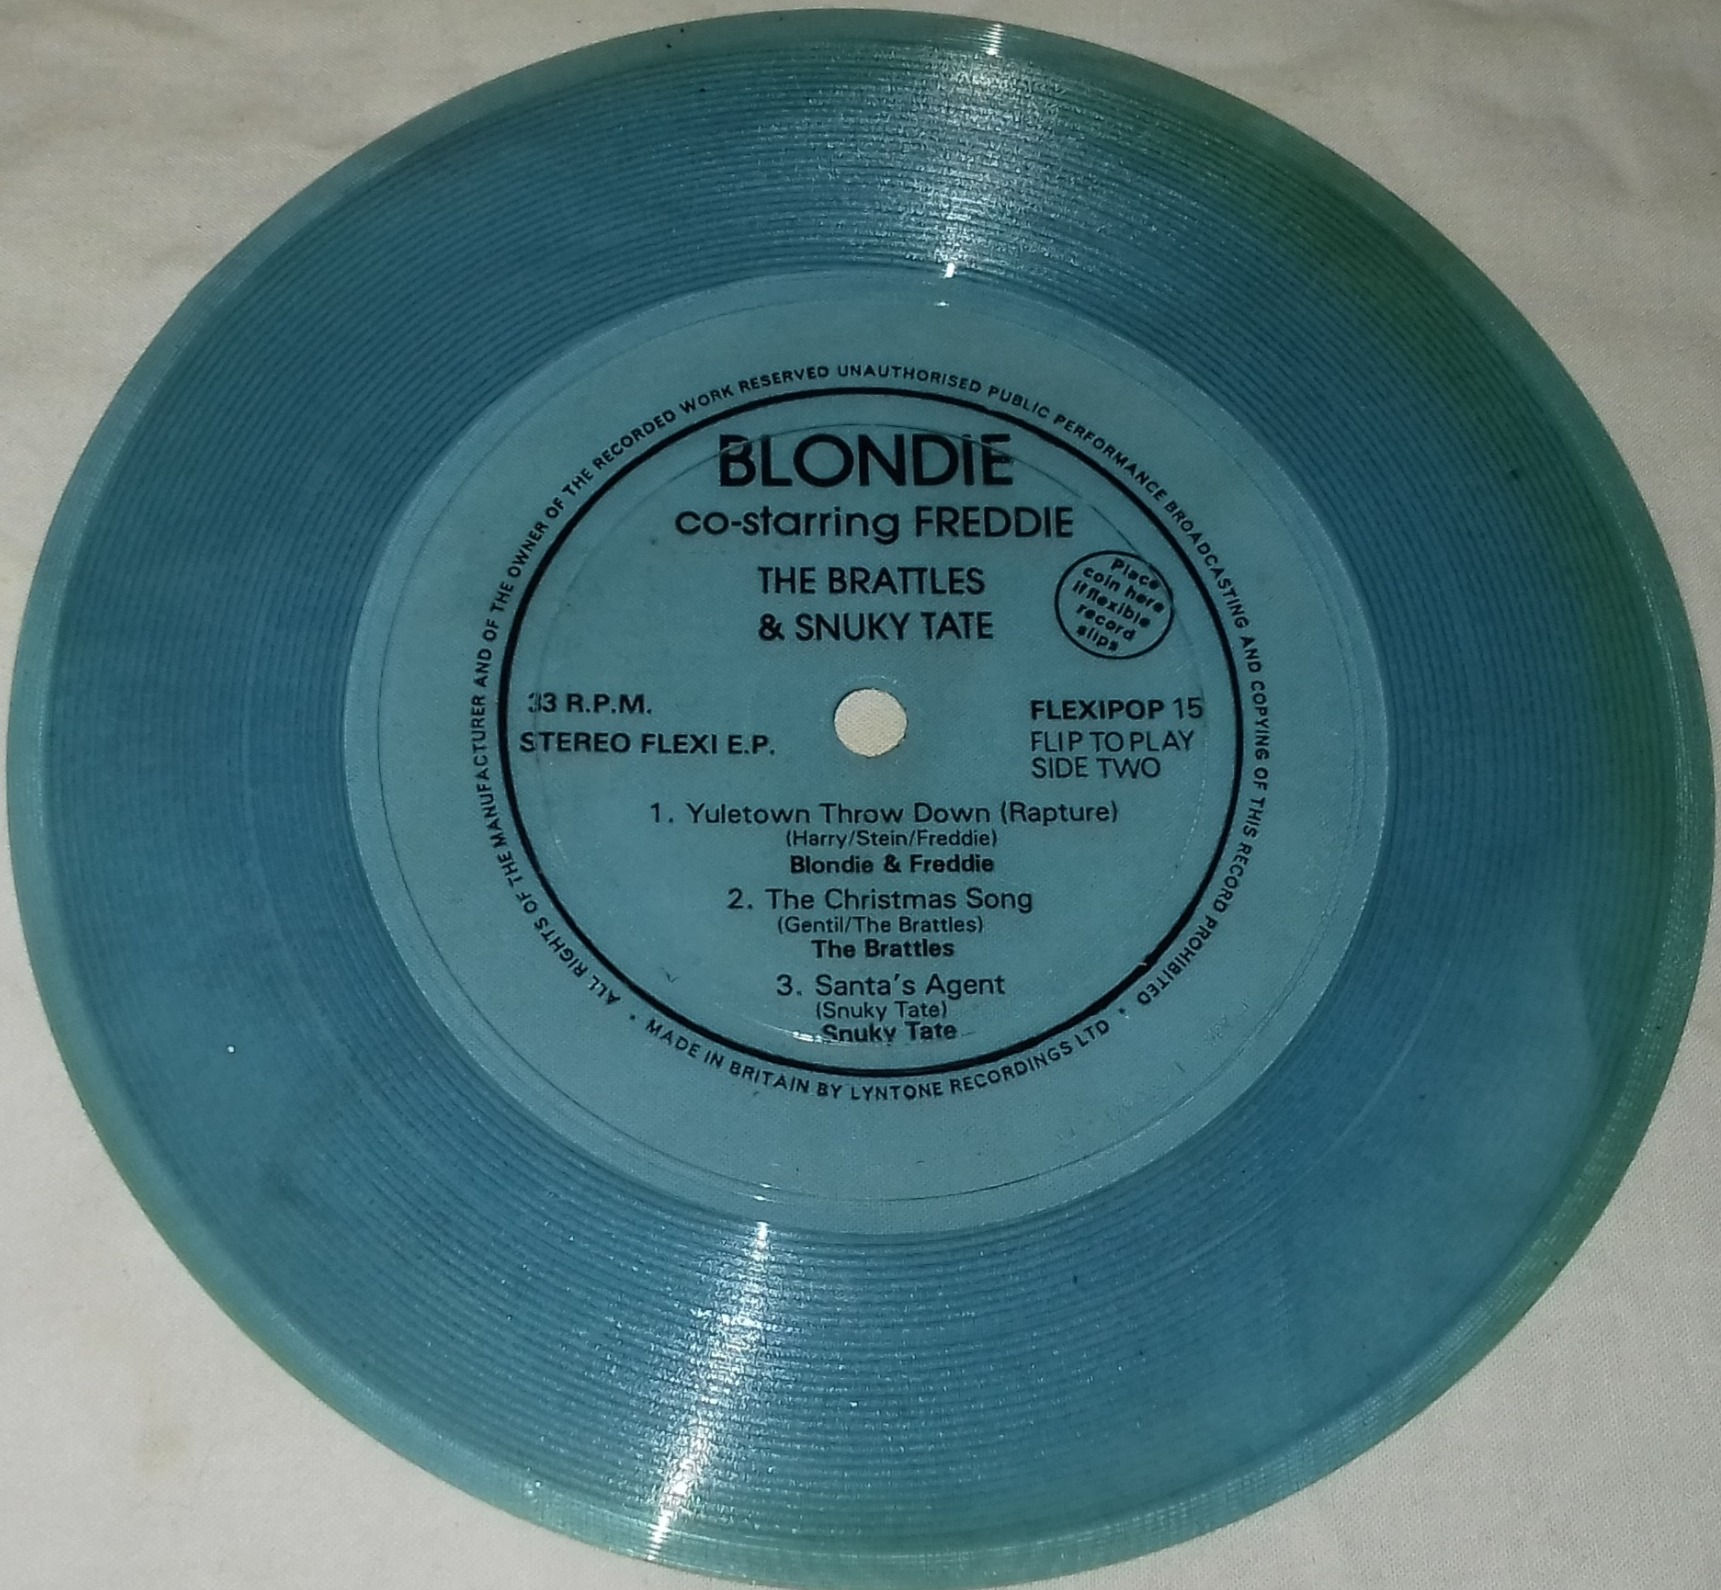 ALL RIGHTS OF THE MANUFACTURER AND OF THE OWNER OF THE RECORDED WORK RESERVED UNAUTHORISED PUBLIC PERFORMANCE BROADCASTING AND COPYING OF THIS RECORD PROHIBITED
BLONDIE
co-starring FREDDIE
THE BRATTLES
& SNUKY TATE
Place
coin here
if flexible
record
slips
33 R.P.M.
STEREO FLEXI E.P.
FLEXIPOP 15
FLIP TO PLAY
SIDE TWO
1. Yuletown Throw Down (Rapture)
(Harry/Stein/Freddie)
Blondie & Freddie
2. The Christmas Song
(Gentil/The Brattles)
The Brattles
3. Santa's Agent
(Snuky Tate)
Snuky Tate
• MADE IN BRITAIN BY LYNTONE RECORDINGS LTD •